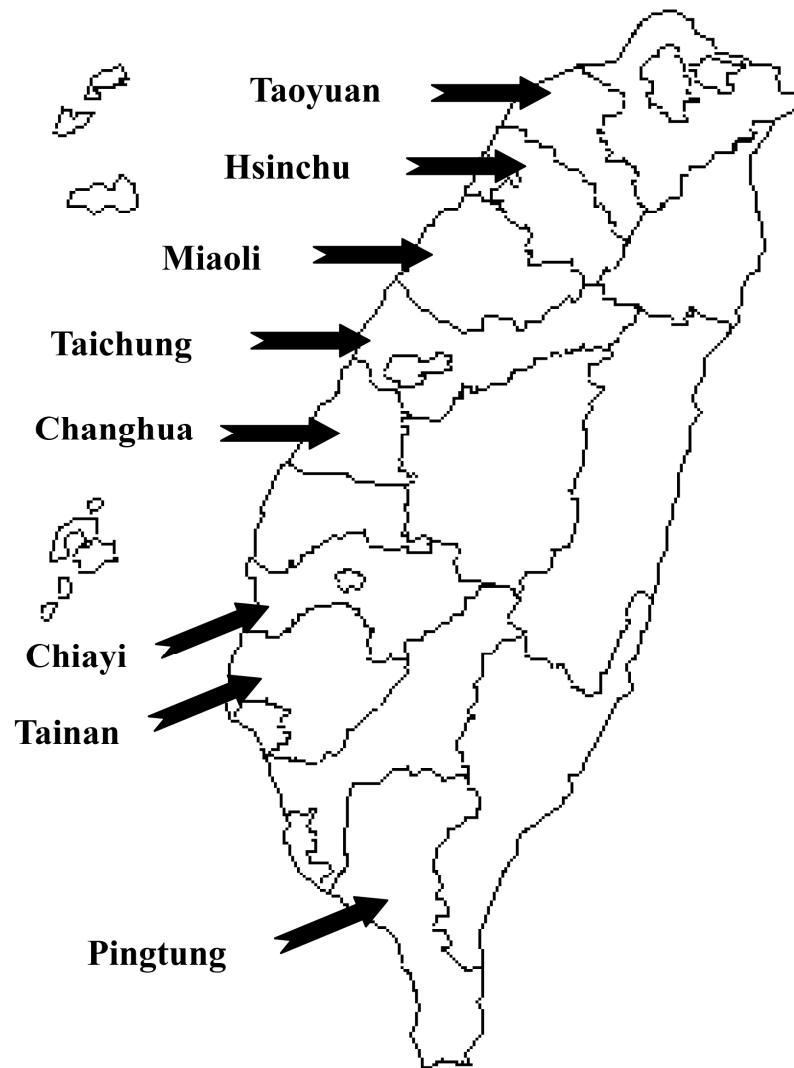 Taoyuan
Hsinchu
Miaoli
Taichung
Changhua
Chiayi
Tainan
Pingtung